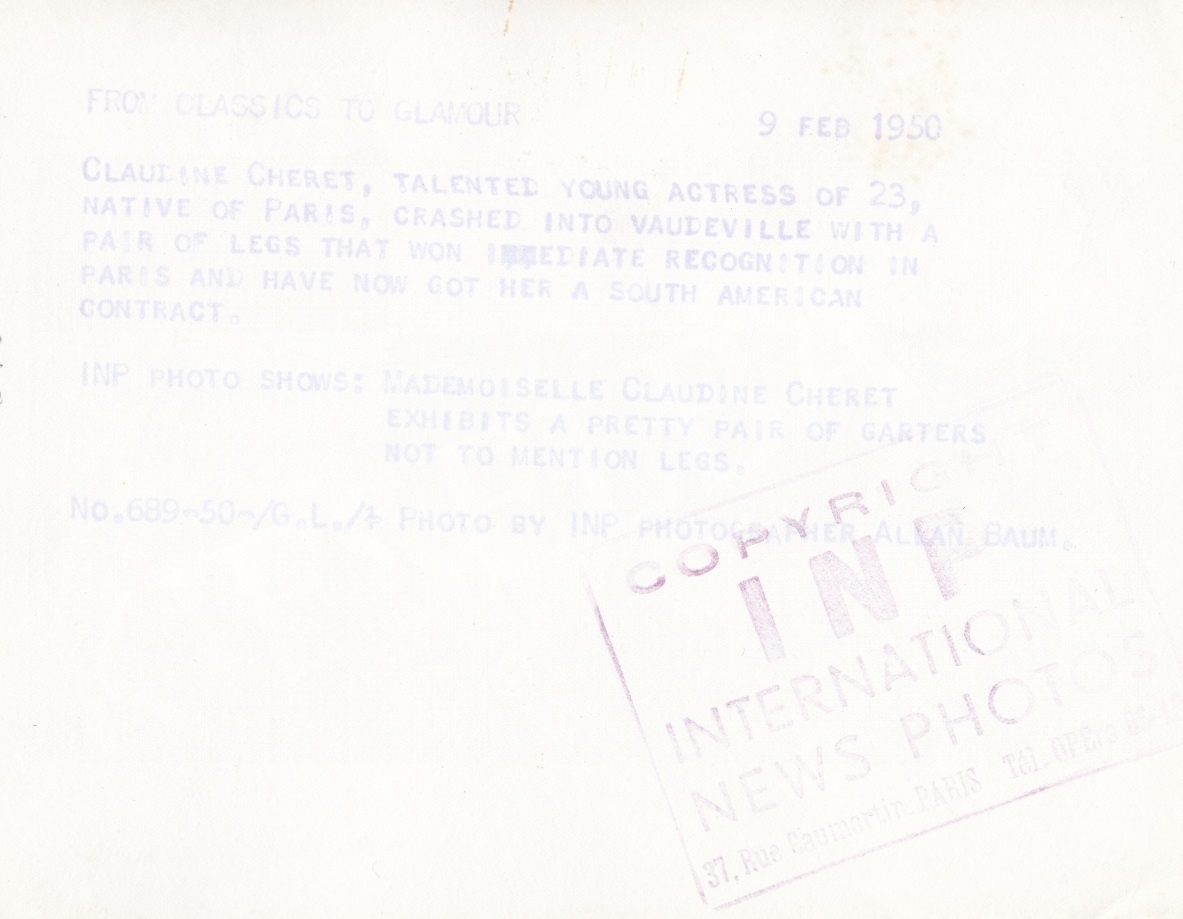 FROM CLASSICS TO GLAMOUR
9 FEB 1950
CLAUDINE CHERET, TALENTED YOUNG ACTRESS OF 23,
NATIVE OF PARIS, CRASHED INTO VAUDEVILLE WITH A
PAIR OF LEGS THAT WON IMMEDIATE RECOGNITION IN
PARIS AND HAVE NOW GOT HER A SOUTH AMERICAN
CONTRACT.
INP PHOTO SHOWS: MADEMOISELLE CLAUDINE CHERET
EXHIBITS A PRETTY PAIR OF GARTERS
NOT TO MENTION LEGS.
No.689-50-/G.L./ PHOTO BY INP PHOTOGRAPHER ALLAN BAUM.
COPYRIGHT
INP
INTERNATIONAL
NEWS PHOTOS
37, Rue Caumartin PARIS Tél. OPEra